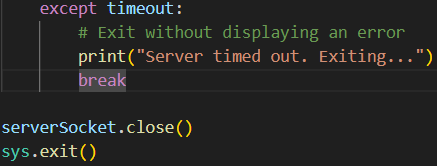 except timeout:
# Exit without displaying an error
print("Server timed out. Exiting...")
break
serverSocket.close()
sys.exit()